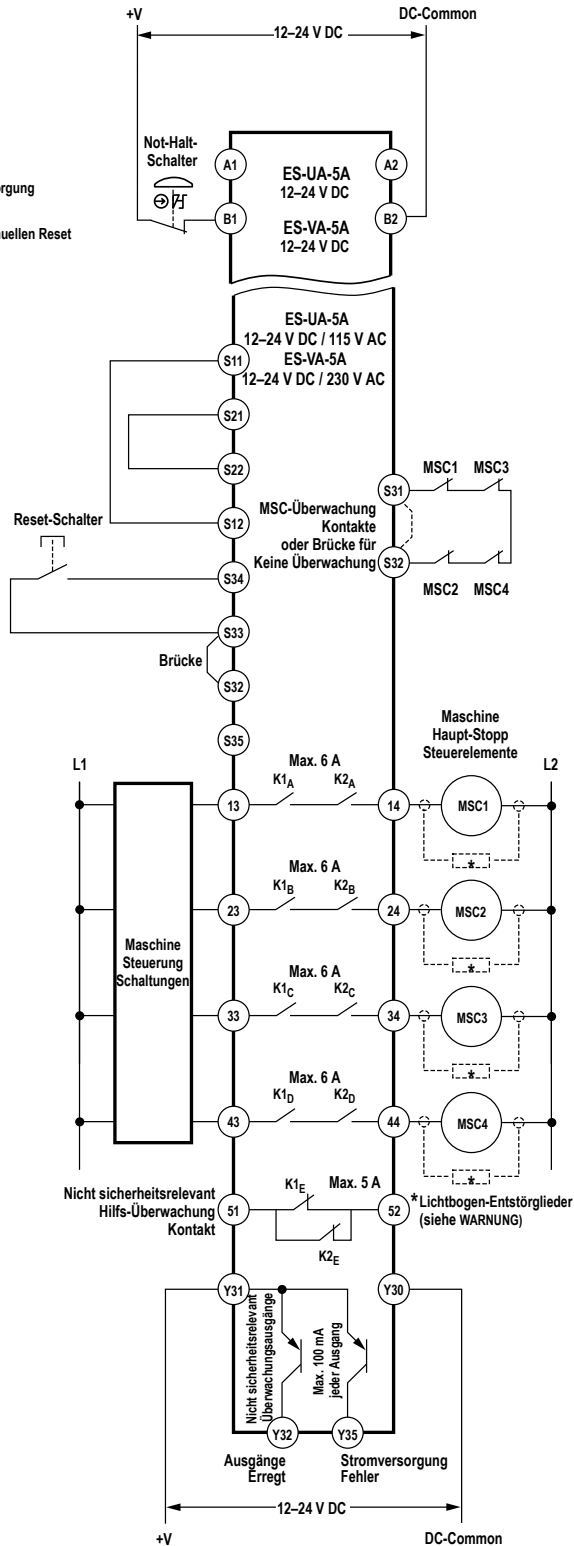 +V
DC-Common
12–24 V DC
Not-Halt-
Schalter
A1
A2
ES-UA-5A
12–24 V DC
rgung
B1
B2
ES-VA-5A
12–24 V DC
uellen Reset
ES-UA-5A
12–24 V DC / 115 V AC
S11
ES-VA-5A
12–24 V DC / 230 V AC
S21
S22
S12
S31
MSC1
MSC3
MSC-Überwachung
Kontakte
oder Brücke für
Keine Überwachung
S32
MSC2
MSC4
Reset-Schalter
S34
S33
Brücke
S32
S35
Maschine
Haupt-Stopp
Steuerelemente
L1
L2
Max. 6 A
K1A
K2A
13
14
MSC1
*
Max. 6 A
K1B
K2B
23
24
MSC2
*
Maschine
Steuerung
Schaltungen
Max. 6 A
K1C
K2C
33
34
MSC3
*
Max. 6 A
K1D
K2D
43
44
MSC4
*
Nicht sicherheitsrelevant
Hilfs-Überwachung
Kontakt
51
K1E
Max. 5 A
52
K2E
* Lichtbogen-Entstörglieder
(siehe WARNUNG)
Y31
Y30
Nicht sicherheitsrelevant
Überwachungsausgänge
Max. 100 mA
jeder Ausgang
Y32
Y35
Ausgänge
Erregt
Stromversorgung
Fehler
12–24 V DC
+V
DC-Common